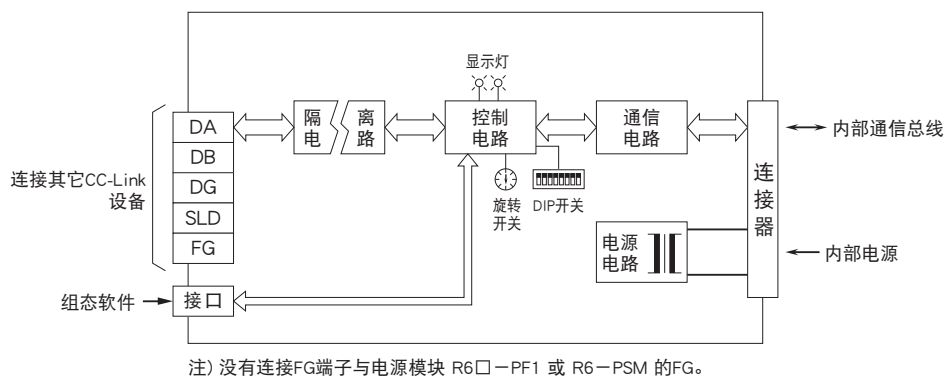 显示灯
DA
DB
DG
SLD
FG
连接其它CC-Link
设备
隔 离
电 路
控制
电路
通信
电路
内部通信总线
连接器
旋转
开关
DIP开关
电源
电路
内部电源
组态软件
接口
注) 没有连接FG端子与电源模块 R6□－PF1 或 R6－PSM 的FG。